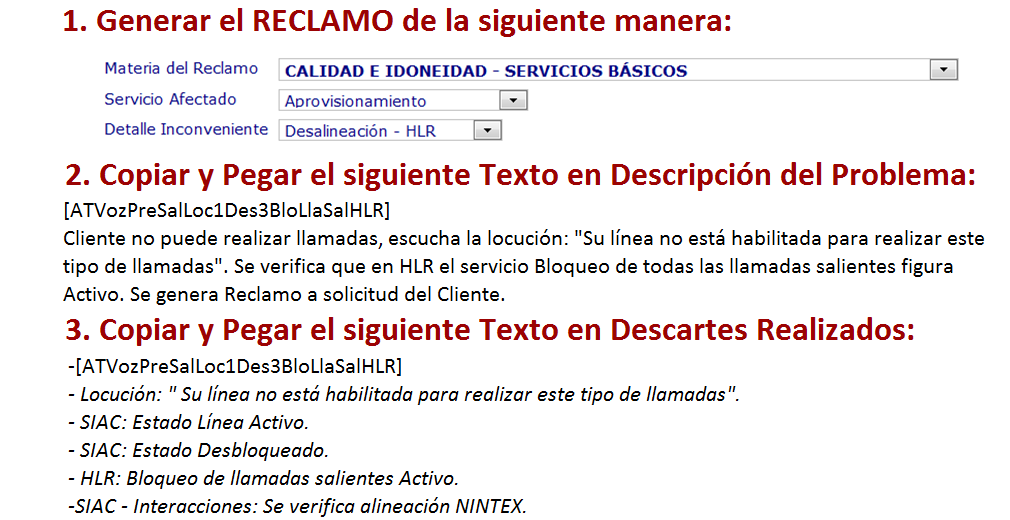 1. Generar el RECLAMO de la siguiente manera:
Materia del Reclamo CALIDAD E IDONEIDAD - SERVICIOS BÁSICOS
Servicio Afectado Aprovisionamiento
Detalle Inconveniente Desalineación - HLR
2. Copiar y Pegar el siguiente Texto en Descripción del Problema:
[ATVozPreSalLoc1Des3BloLlaSalHLR]
Cliente no puede realizar llamadas, escucha la locución: "Su línea no está habilitada para realizar este
tipo de llamadas". Se verifica que en HLR el servicio Bloqueo de todas las llamadas salientes figura
Activo. Se genera Reclamo a solicitud del Cliente.
3. Copiar y Pegar el siguiente Texto en Descartes Realizados:
-[ATVozPreSalLoc1Des3BloLlaSalHLR]
- Locución: " Su línea no está habilitada para realizar este tipo de llamadas".
- SIAC: Estado Línea Activo.
- SIAC: Estado Desbloqueado.
- HLR: Bloqueo de llamadas salientes Activo.
-SIAC - Interacciones: Se verifica alineación NINTEX.